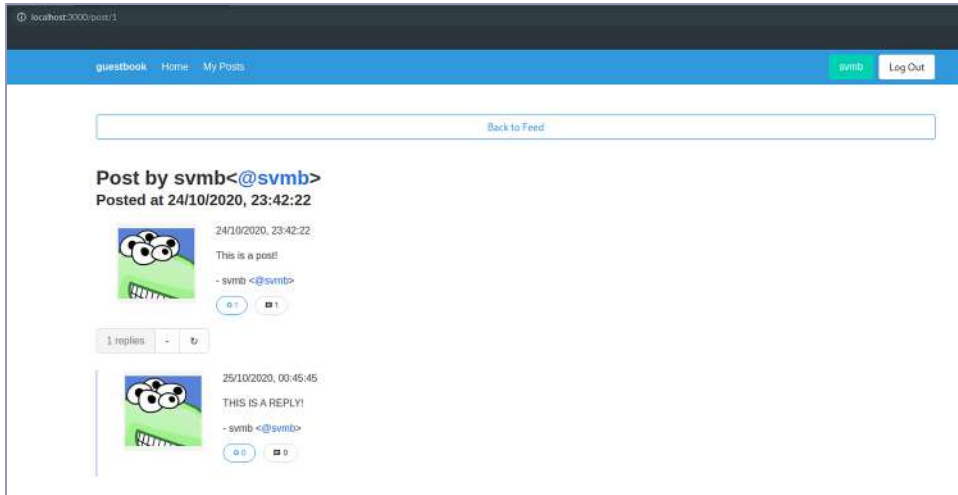 localhost:3000/post/1
guestbook Home My Posts svmb Log Out
Back to Feed
Post by svmb<@svmb>
Posted at 24/10/2020, 23:42:22
24/10/2020, 23:42:22
This is a post!
- svmb <@svmb>
1 1
1 replies - ↻
25/10/2020, 00:45:45
THIS IS A REPLY!
- svmb <@svmb>
0 0